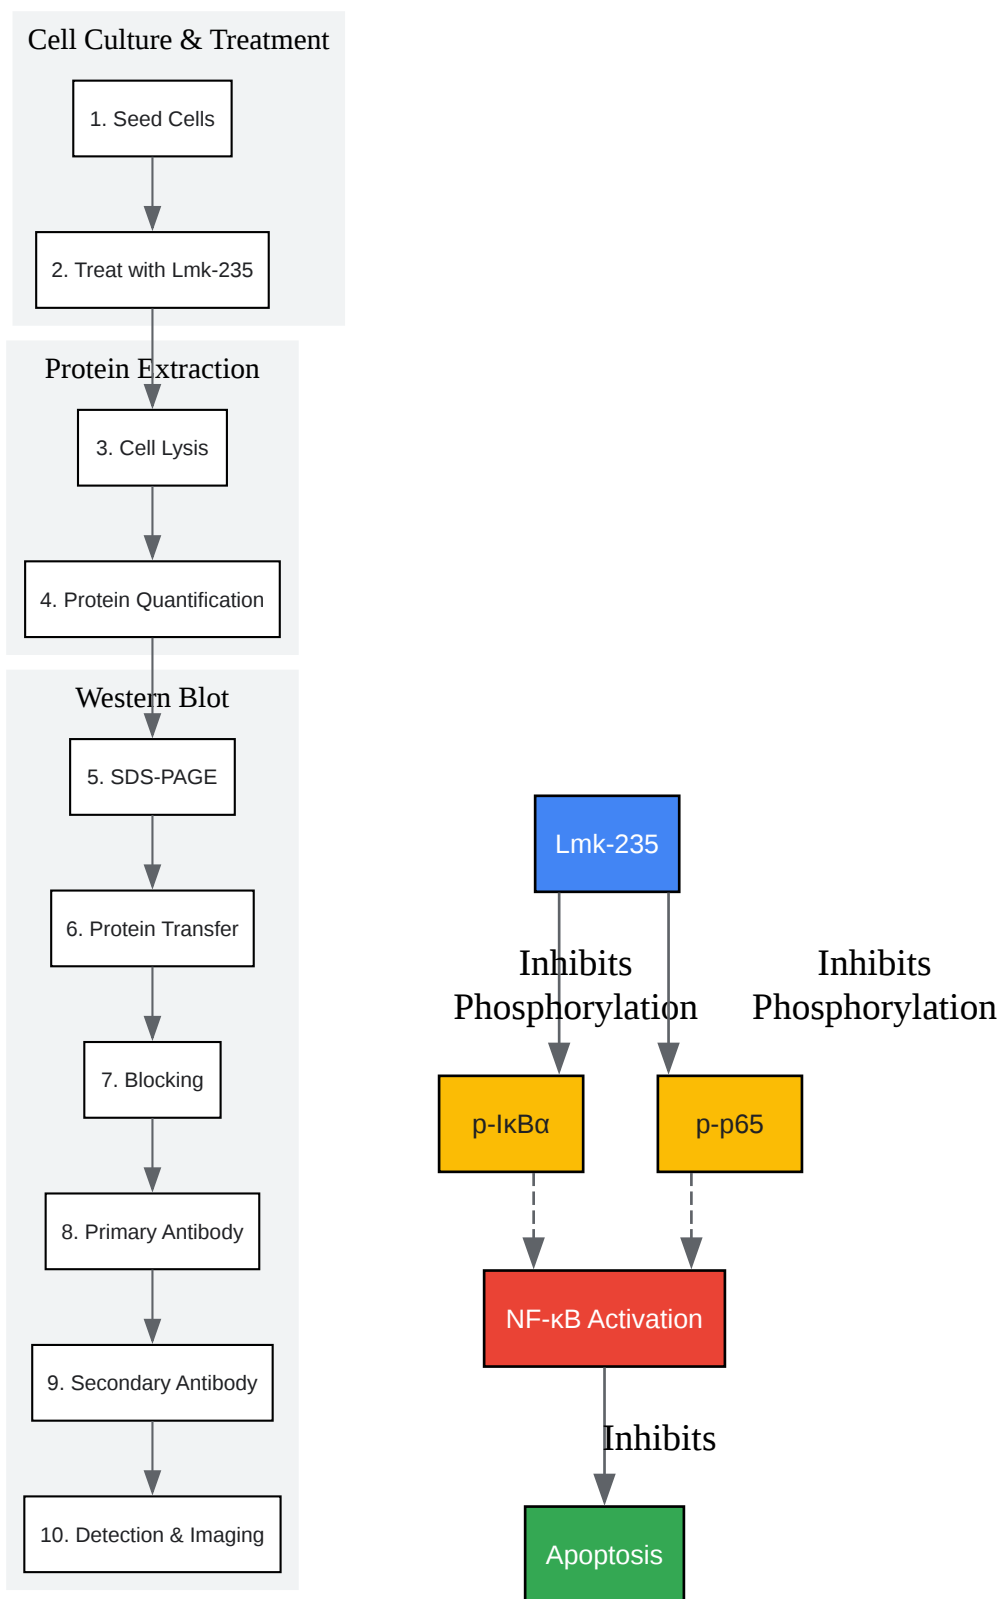 Cell Culture & Treatment
1. Seed Cells
2. Treat with Lmk-235
Protein Extraction
3. Cell Lysis
4. Protein Quantification
Western Blot
5. SDS-PAGE
6. Protein Transfer
7. Blocking
8. Primary Antibody
9. Secondary Antibody
10. Detection & Imaging
Lmk-235
Inhibits
Phosphorylation
Inhibits
Phosphorylation
p-IκBα
p-p65
NF-κB Activation
Inhibits
Apoptosis